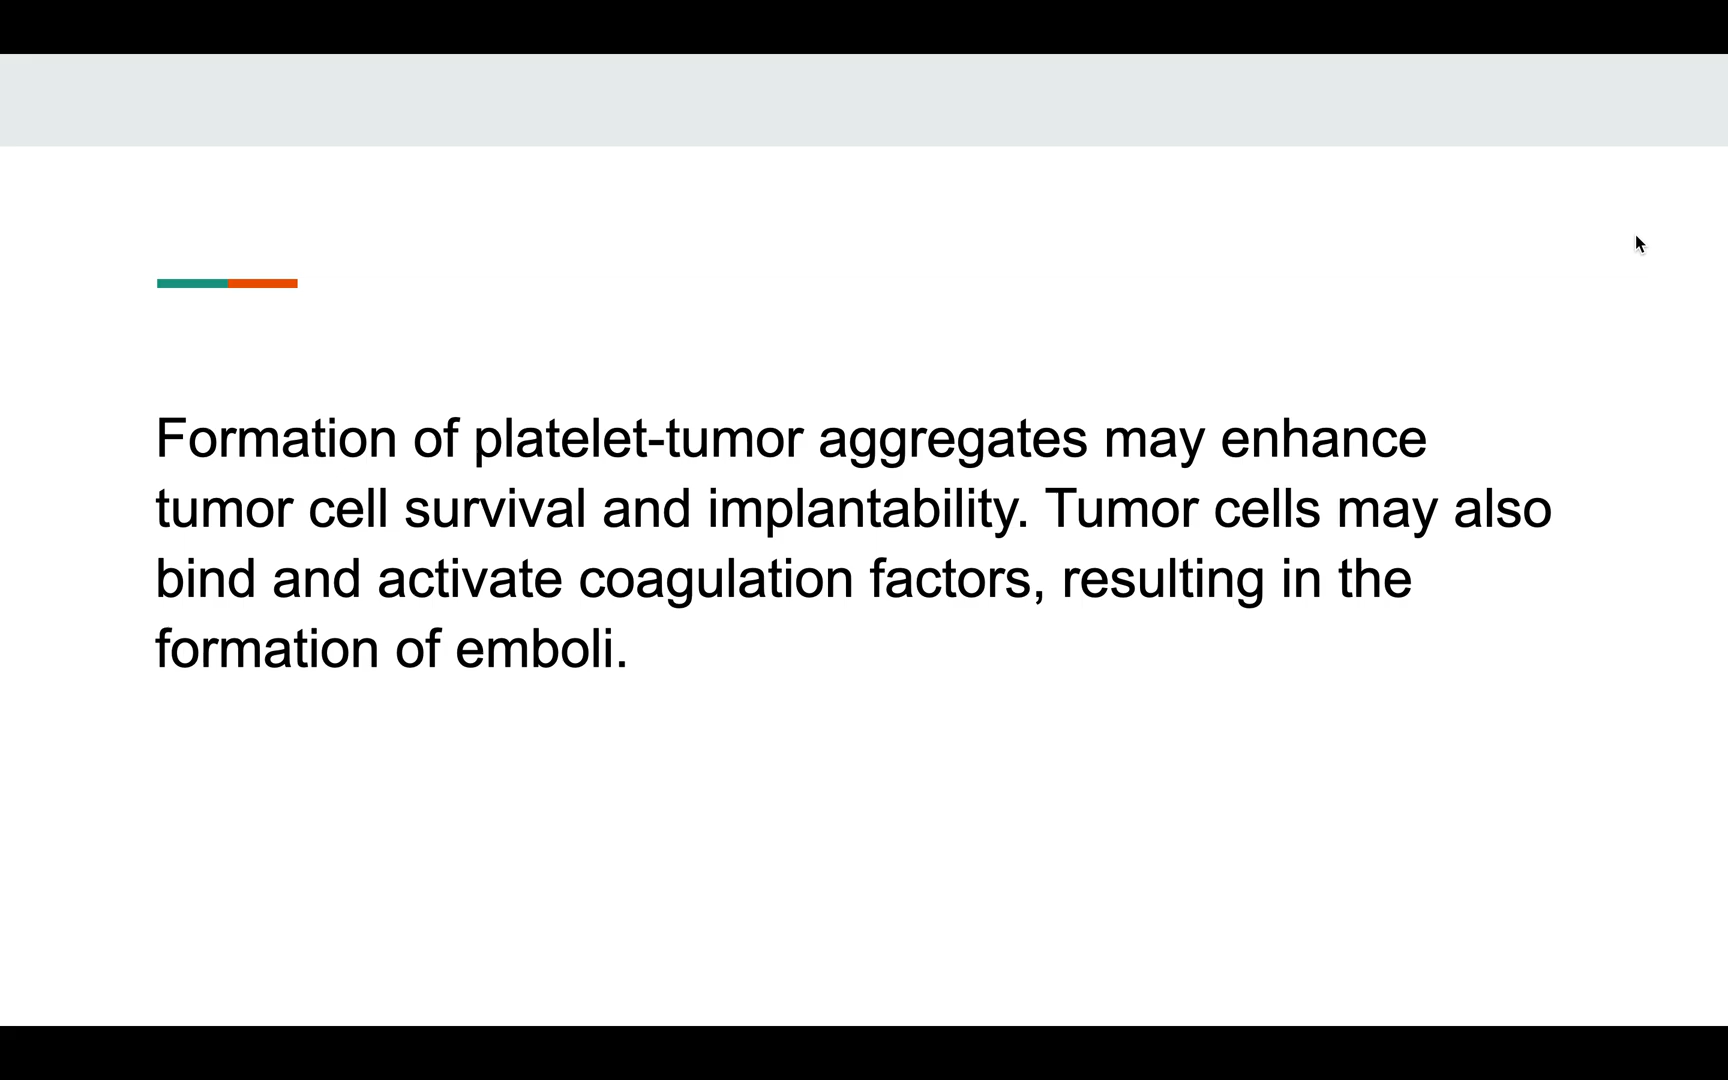 Formation of platelet-tumor aggregates may enhance
tumor cell survival and implantability. Tumor cells may also
bind and activate coagulation factors, resulting in the
formation of emboli.